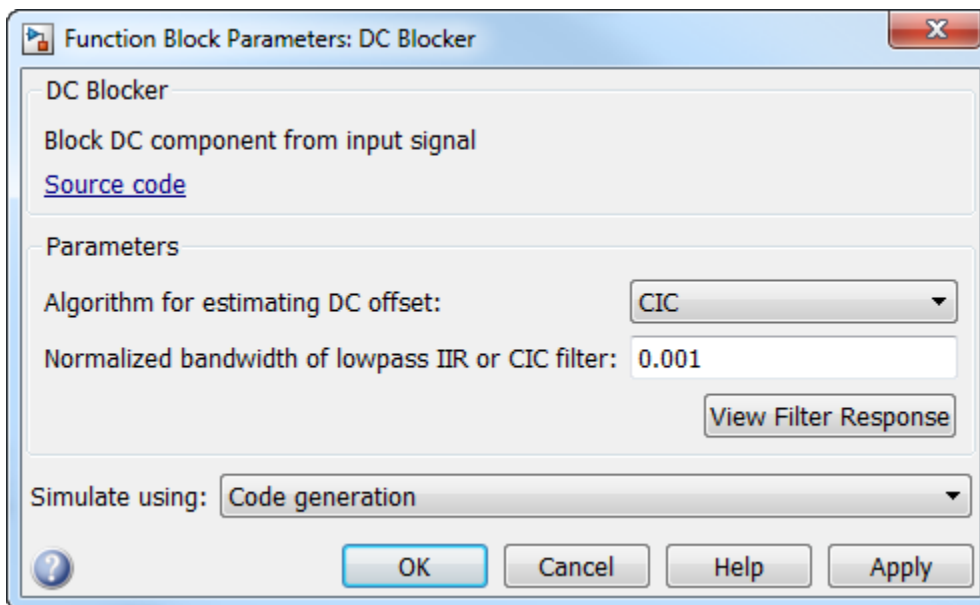 Function Block Parameters: DC Blocker
DC Blocker
Block DC component from input signal
Source code
Parameters
Algorithm for estimating DC offset: CIC
Normalized bandwidth of lowpass IIR or CIC filter: 0.001
View Filter Response
Simulate using: Code generation
OK Cancel Help Apply